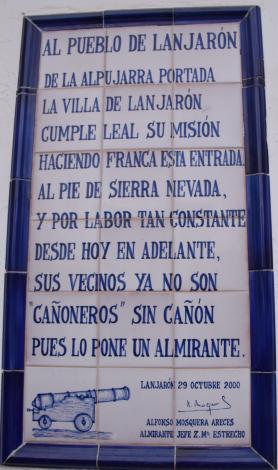 AL PUEBLO DE LANJARÓN,
DE LA ALPUJARRA PORTADA
LA VILLA DE LANJARÓN
CUMPLE LEAL SU MISIÓN
HACIENDO FRANCA ESTA ENTRADA.
AL PIE DE SIERRA NEVADA,
Y POR LABOR TAN CONSTANTE
DESDE HOY EN ADELANTE,
SUS VECINOS YA NO SON
"CAÑONEROS" SIN CAÑÓN
PUES LO PONE UN ALMIRANTE.
LANJARÓN 29 OCTUBRE 2000
ALFONSO MOSQUERA ARECES
ALMIRANTE JEFE Z. Mª. ESTRECHO